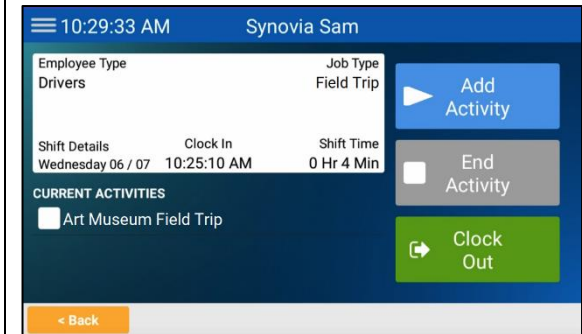 10:29:33 AM Synovia Sam
Employee Type Job Type
Drivers Field Trip
Shift Details Clock In Shift Time
Wednesday 06 / 07 10:25:10 AM 0 Hr 4 Min
CURRENT ACTIVITIES
Art Museum Field Trip
Add
Activity
End
Activity
Clock
Out
< Back